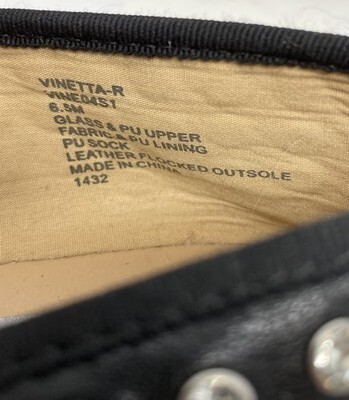 VINETTA-R
VINE04S1
6.5M
GLASS & PU UPPER
FABRIC & PU LINING
PU SOCK
LEATHER FLOCKED OUTSOLE
MADE IN CHINA
1432